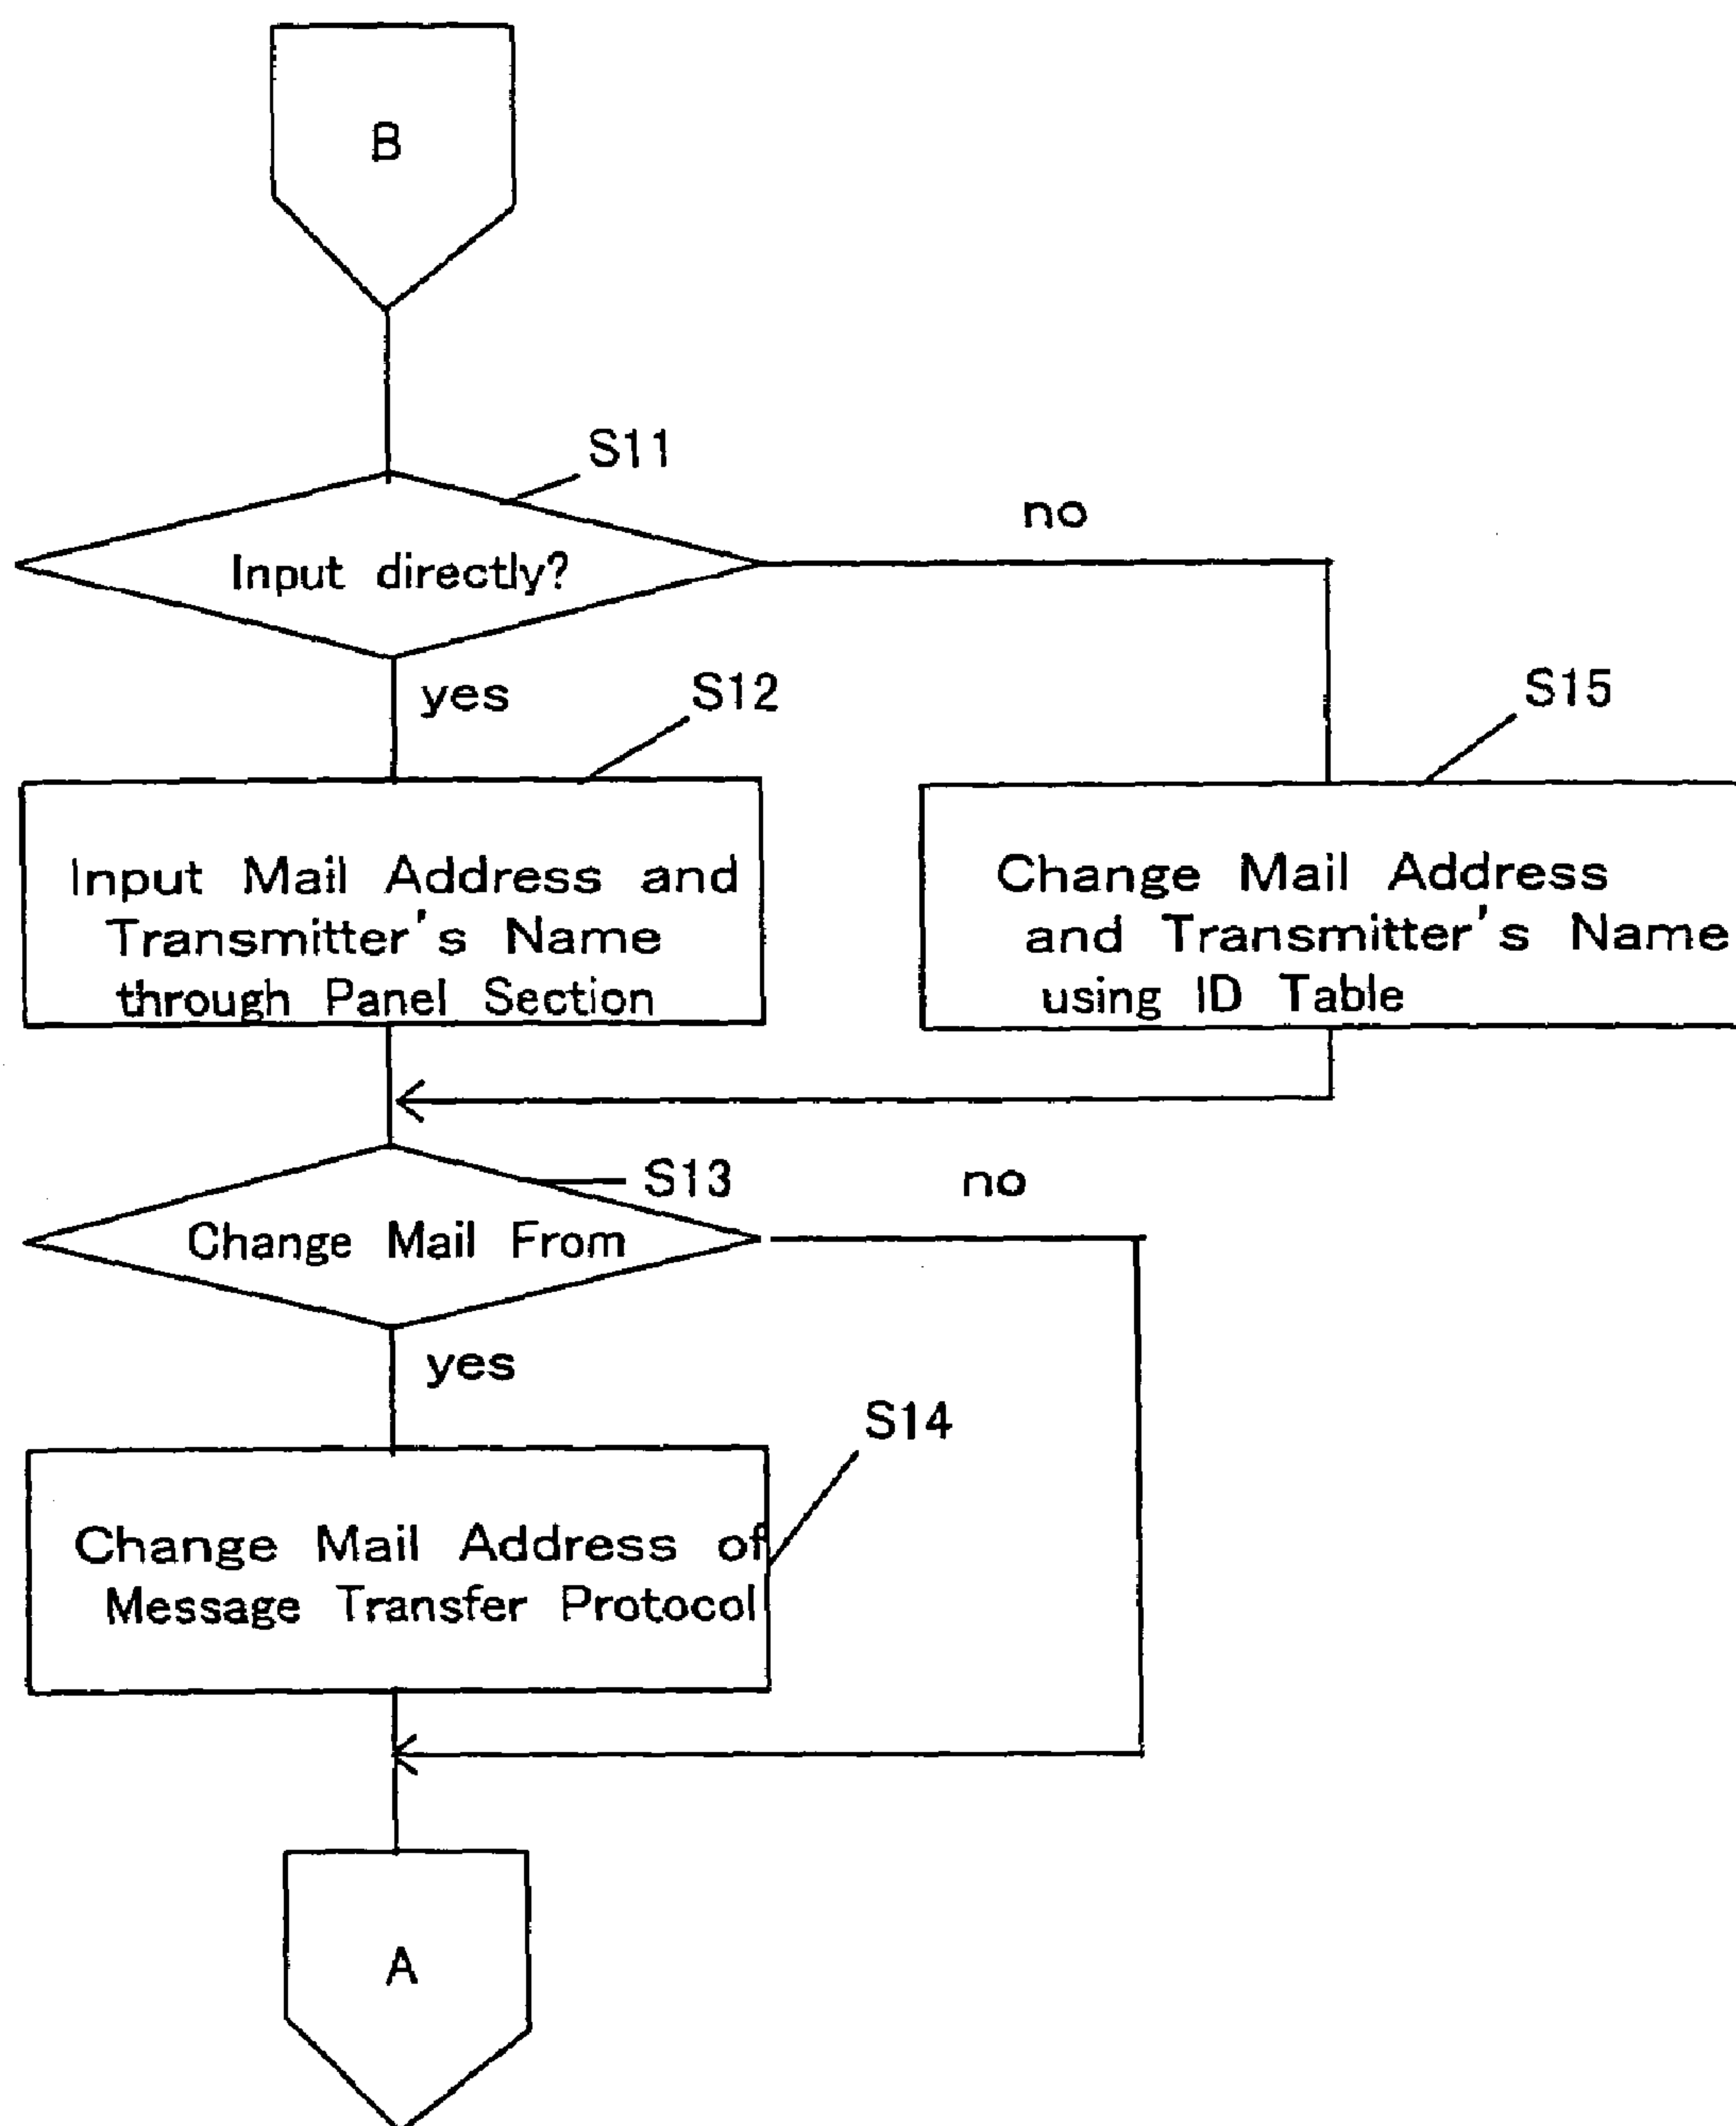 B
S11
Input directly?
no
yes
S12
S15
Input Mail Address and
Transmitter's Name
through Panel Section
Change Mail Address
and Transmitter's Name
using ID Table
S13
no
Change Mail From
yes
S14
Change Mail Address of
Message Transfer Protocol
A